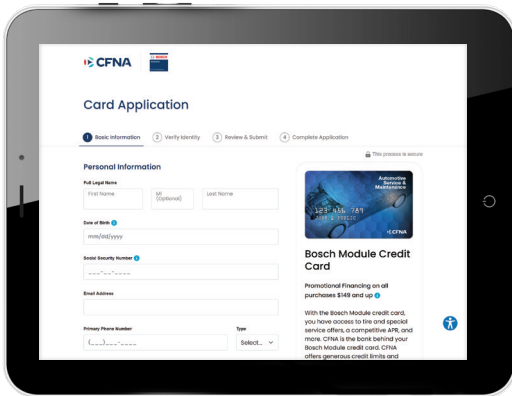 CFNA
BOSCH
Card Application
1 Basic Information 2 Verify Identity 3 Review & Submit 4 Complete Application
This process is secure
Personal Information
Full Legal Name
First Name MI (Optional) Last Name
Date of Birth
mm/dd/yyyy
Social Security Number
___-__-____
Email Address
Primary Phone Number Type
(___)___-____ Select...
Automotive
Service &
Maintenance
123 456 789
CFNA
Bosch Module Credit
Card
Promotional Financing on all
purchases $149 and up
With the Bosch Module credit card,
you have access to tire and special
service offers, a competitive APR, and
more. CFNA is the bank behind your
Bosch Module credit card. CFNA
offers generous credit limits and